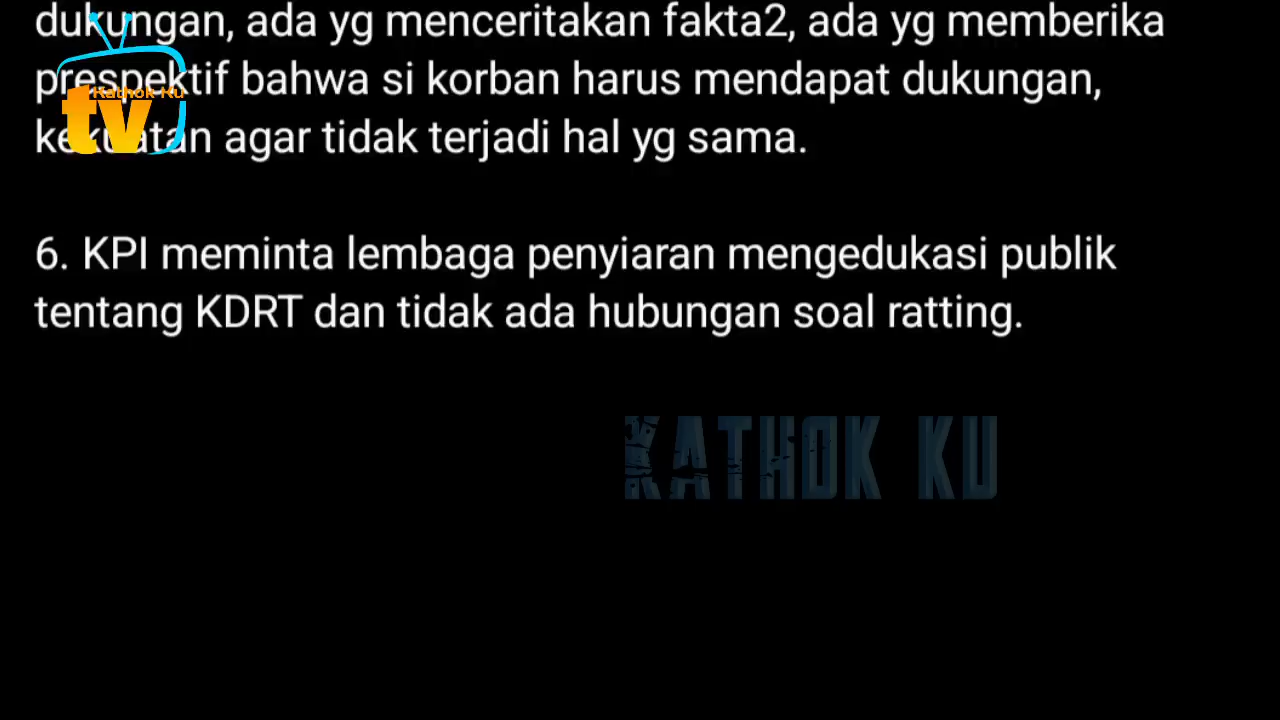 dukungan, ada yg menceritakan fakta2, ada yg memberika
prespektif bahwa si korban harus mendapat dukungan,
kekuatan agar tidak terjadi hal yg sama.
Kathok Ku
tv
6. KPI meminta lembaga penyiaran mengedukasi publik
tentang KDRT dan tidak ada hubungan soal ratting.
KATHOK KU